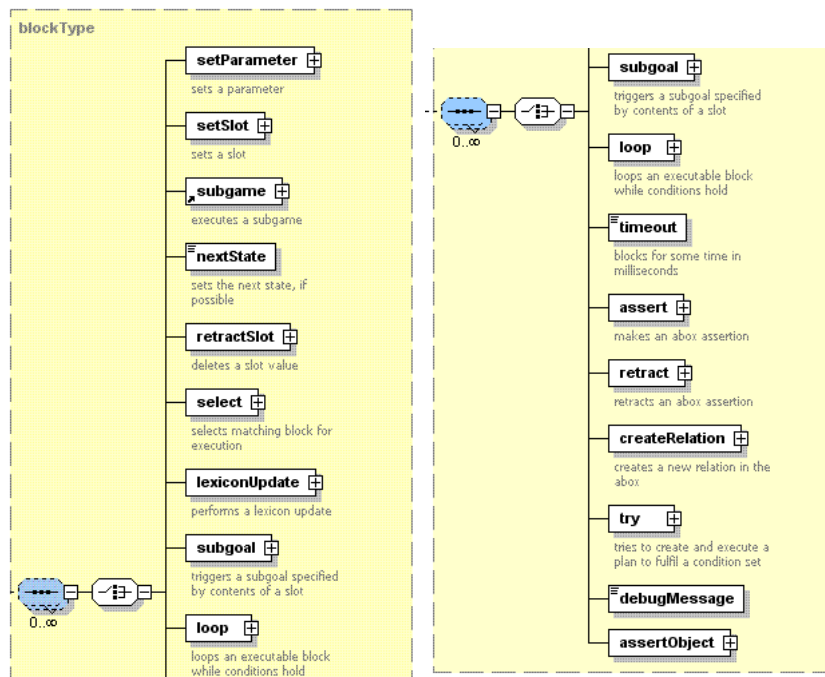 blockType
setParameter
sets a parameter
setSlot
sets a slot
subgame
executes a subgame
nextState
sets the next state, if
possible
retractSlot
deletes a slot value
select
selects matching block for
execution
lexiconUpdate
performs a lexicon update
subgoal
triggers a subgoal specified
by contents of a slot
0..∞
loop
loops an executable block
while conditions hold
subgoal
triggers a subgoal specified
by contents of a slot
0..∞
loop
loops an executable block
while conditions hold
timeout
blocks for some time in
milliseconds
assert
makes an abox assertion
retract
retracts an abox assertion
createRelation
creates a new relation in the
abox
try
tries to create and execute a
plan to fulfil a condition set
debugMessage
assertObject